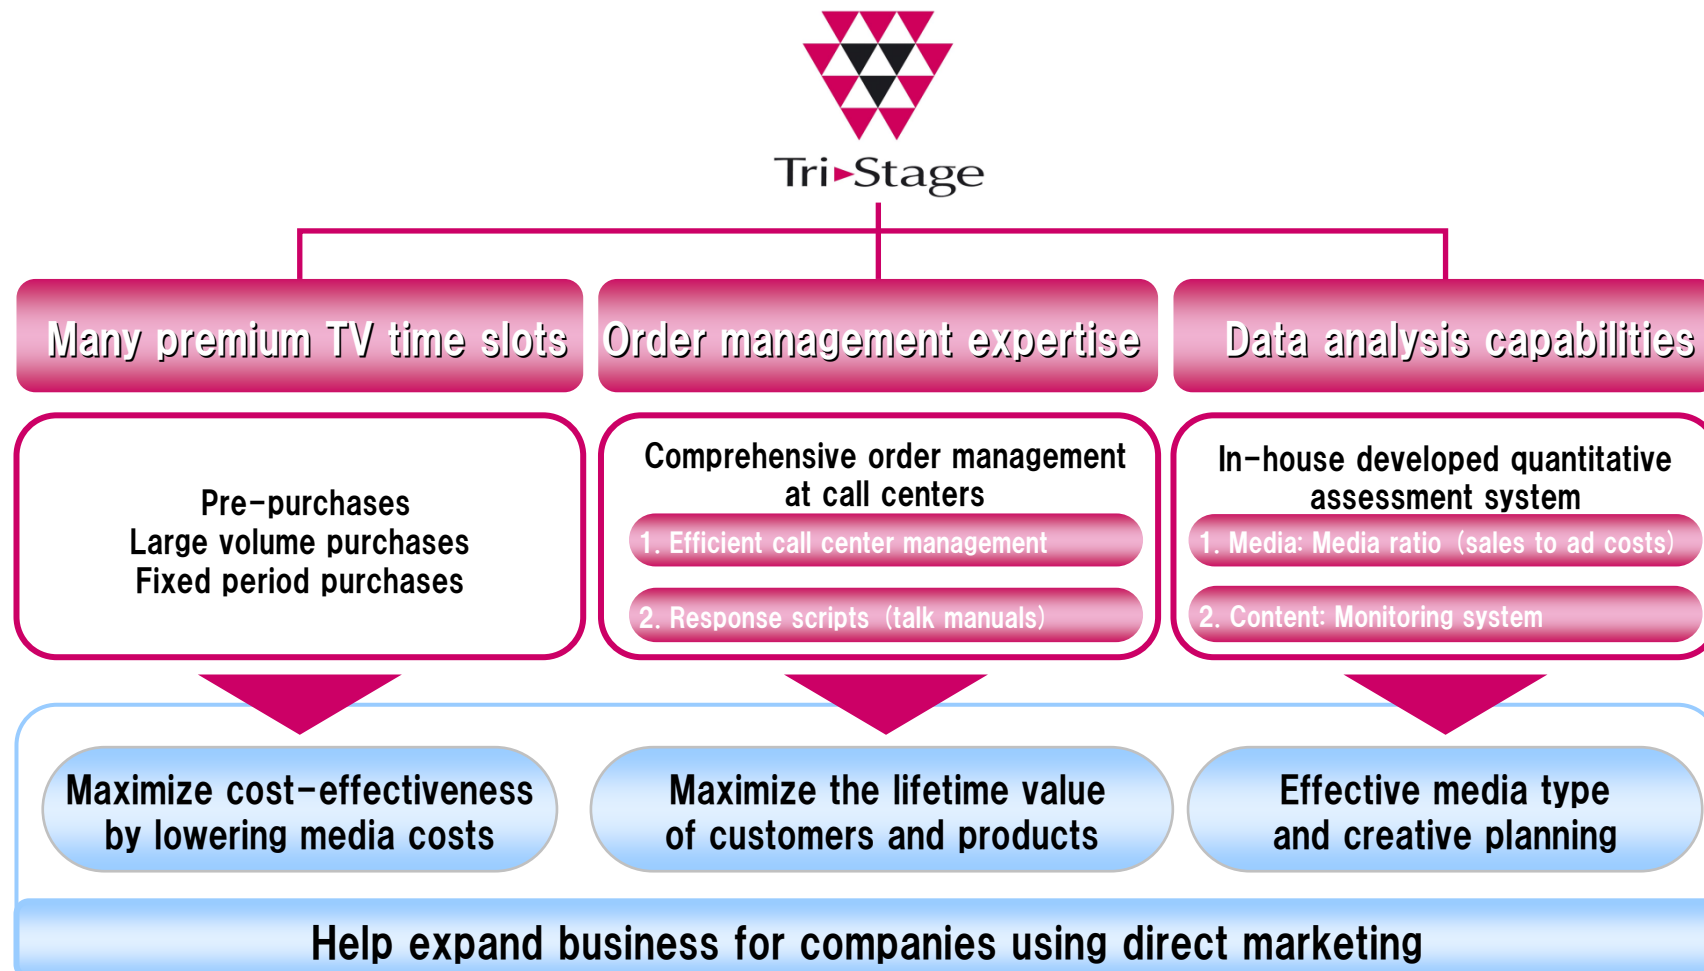 Tri-Stage
Many premium TV time slots
Order management expertise
Data analysis capabilities
Pre-purchases
Large volume purchases
Fixed period purchases
Comprehensive order management
at call centers
1. Efficient call center management
2. Response scripts (talk manuals)
In-house developed quantitative
assessment system
1. Media: Media ratio (sales to ad costs)
2. Content: Monitoring system
Maximize cost-effectiveness
by lowering media costs
Maximize the lifetime value
of customers and products
Effective media type
and creative planning
Help expand business for companies using direct marketing